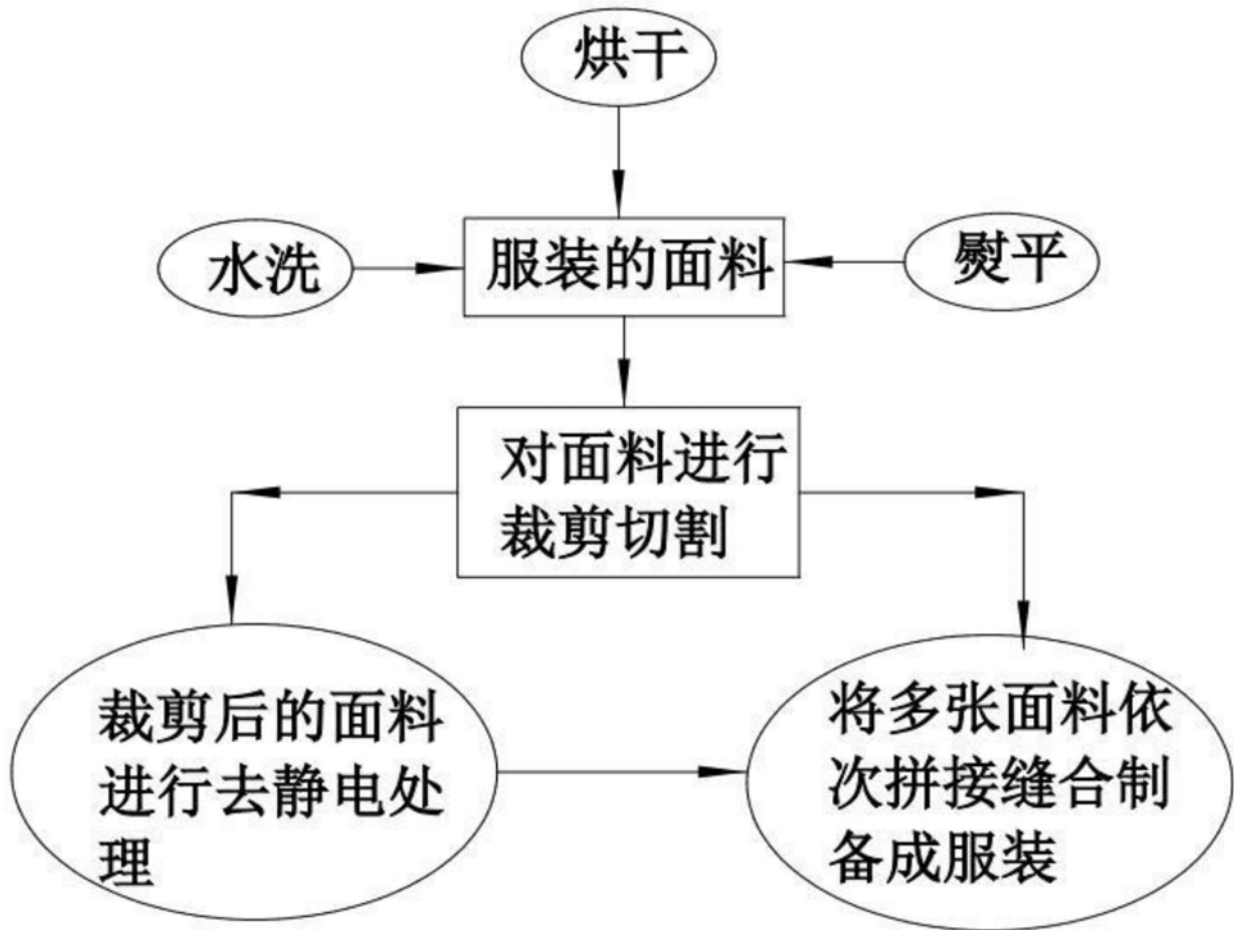 烘干
水洗
服装的面料
熨平
对面料进行
裁剪切割
裁剪后的面料
进行去静电处
理
将多张面料依
次拼接缝合制
备成服装